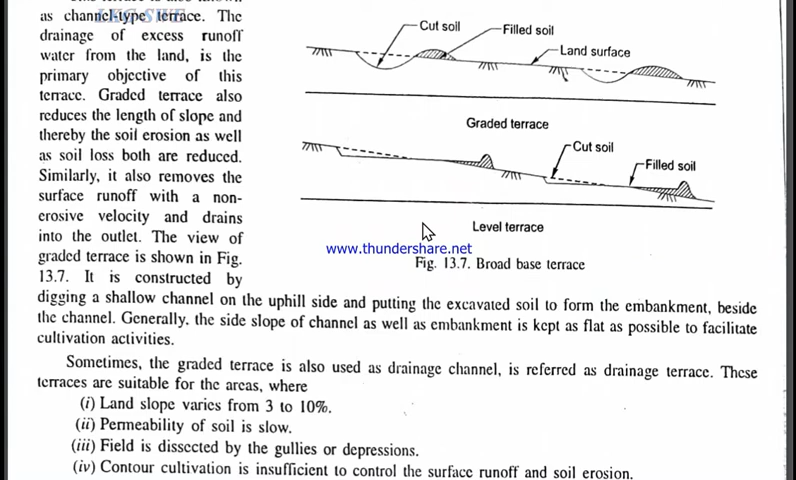 as channel-type terrace. The
drainage of excess runoff
water from the land, is the
primary objective of this
terrace. Graded terrace also
reduces the length of slope and
thereby the soil erosion as well
as soil loss both are reduced.
Similarly, it also removes the
surface runoff with a non-
erosive velocity and drains
into the outlet. The view of
graded terrace is shown in Fig.
13.7. It is constructed by
Cut soil
Filled soil
Land surface
Graded terrace
Cut soil
Filled soil
Level terrace
www.thundershare.net
Fig. 13.7. Broad base terrace
digging a shallow channel on the uphill side and putting the excavated soil to form the embankment, beside
the channel. Generally, the side slope of channel as well as embankment is kept as flat as possible to facilitate
cultivation activities.
Sometimes, the graded terrace is also used as drainage channel, is referred as drainage terrace. These
terraces are suitable for the areas, where
(i) Land slope varies from 3 to 10%.
(ii) Permeability of soil is slow.
(iii) Field is dissected by the gullies or depressions.
(iv) Contour cultivation is insufficient to control the surface runoff and soil erosion.